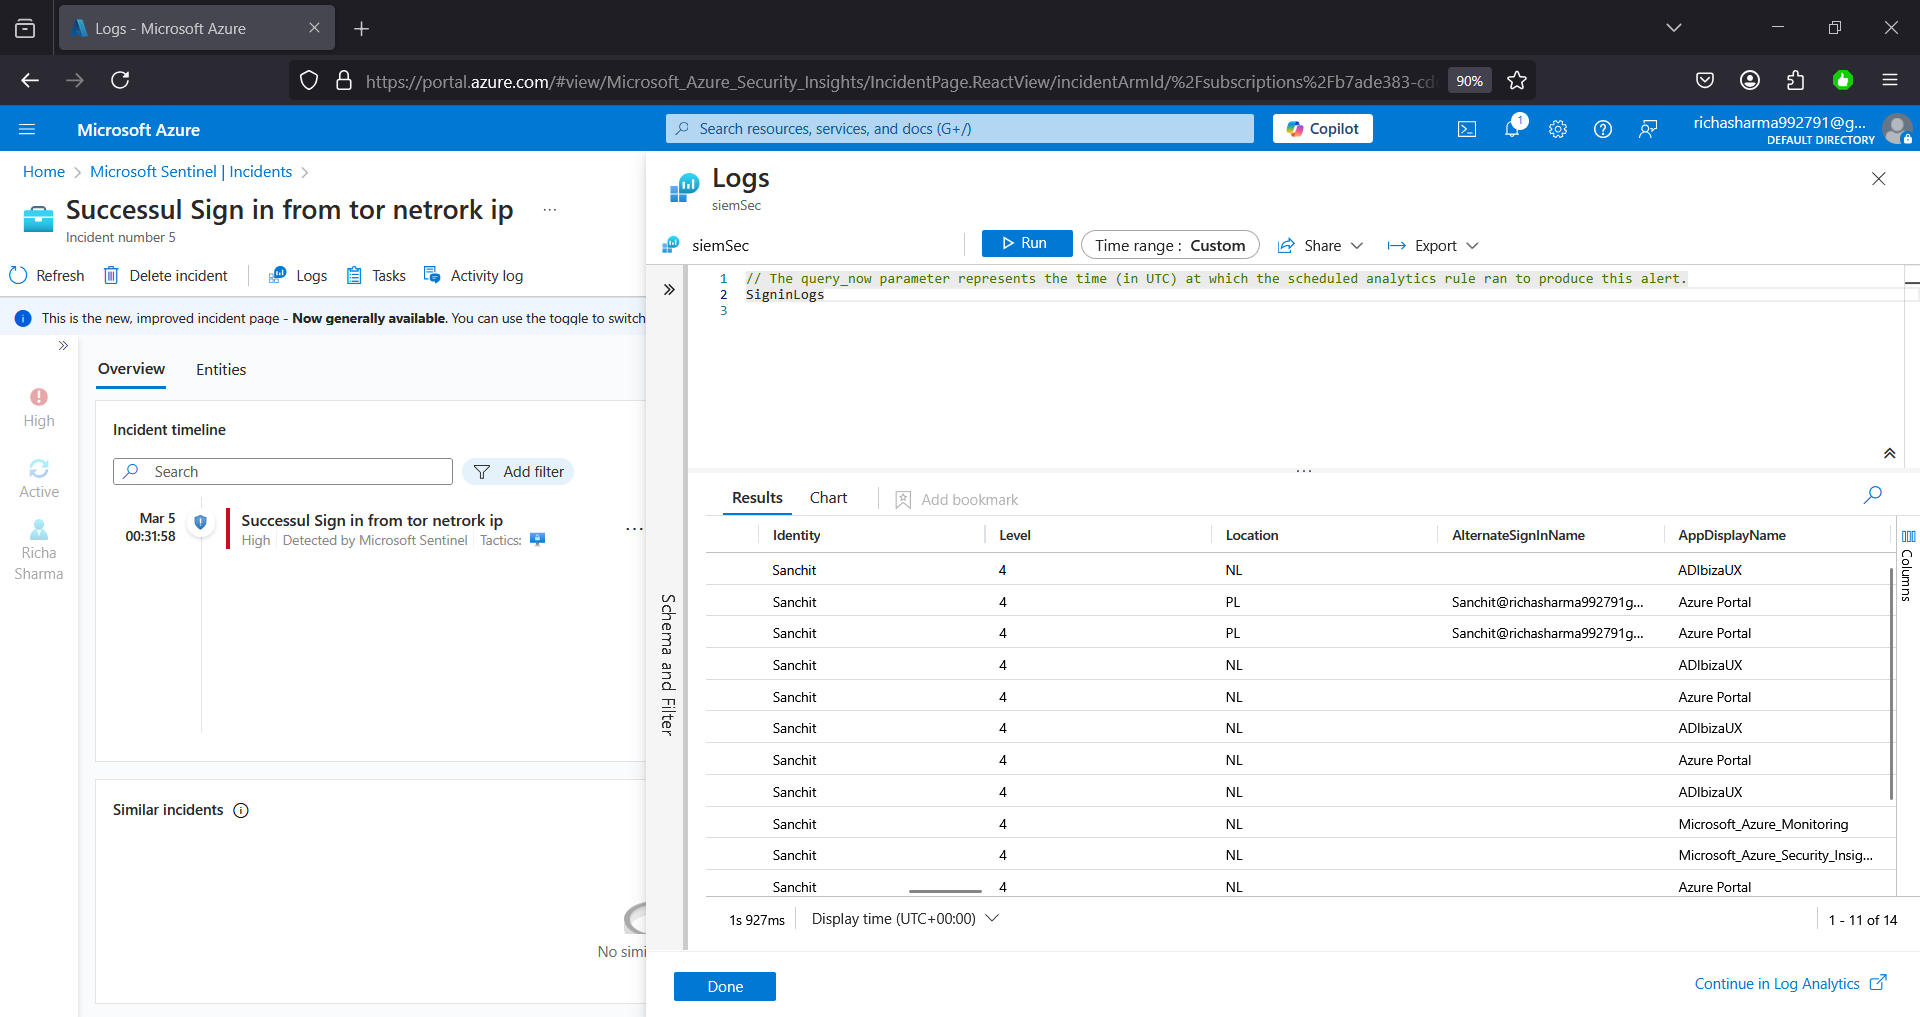 Logs - Microsoft Azure
https://portal.azure.com/#view/Microsoft_Azure_Security_Insights/IncidentPage.ReactView/incidentArmId/%2Fsubscriptions%2Fb7ade383-cd
90%
Microsoft Azure
Search resources, services, and docs (G+/)
Copilot
1
richasharma992791@g...
DEFAULT DIRECTORY
Home > Microsoft Sentinel | Incidents >
Successul Sign in from tor netrork ip ...
Incident number 5
Refresh
Delete incident
Logs
Tasks
Activity log
This is the new, improved incident page - Now generally available. You can use the toggle to switch
High
Active
Richa
Sharma
Overview
Entities
Incident timeline
Search
Add filter
Mar 5
00:31:58
Successul Sign in from tor netrork ip
High Detected by Microsoft Sentinel Tactics:
...
Similar incidents
No simi
Logs
siemSec
siemSec
Run
Time range : Custom
Share
Export
1 // The query_now parameter represents the time (in UTC) at which the scheduled analytics rule ran to produce this alert.
2 SigninLogs
3
Schema and Filter
...
Results
Chart
Add bookmark
Identity Level Location AlternateSignInName AppDisplayName
Sanchit 4 NL ADIbizaUX
Sanchit 4 PL Sanchit@richasharma992791g... Azure Portal
Sanchit 4 PL Sanchit@richasharma992791g... Azure Portal
Sanchit 4 NL ADIbizaUX
Sanchit 4 NL Azure Portal
Sanchit 4 NL ADIbizaUX
Sanchit 4 NL Azure Portal
Sanchit 4 NL ADIbizaUX
Sanchit 4 NL Microsoft_Azure_Monitoring
Sanchit 4 NL Microsoft_Azure_Security_Insig...
Sanchit 4 NL Azure Portal
Columns
1s 927ms
Display time (UTC+00:00)
1 - 11 of 14
Done
Continue in Log Analytics